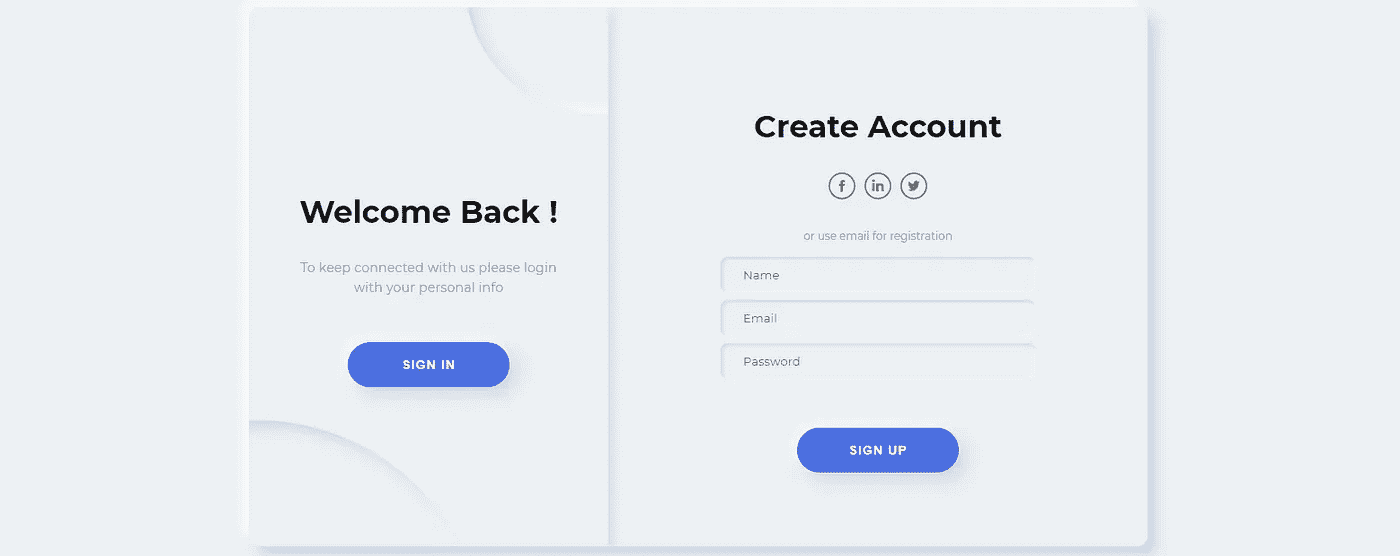 Welcome Back !
To keep connected with us please login
with your personal info
SIGN IN
Create Account
f
in
or use email for registration
Name
Email
Password
SIGN UP